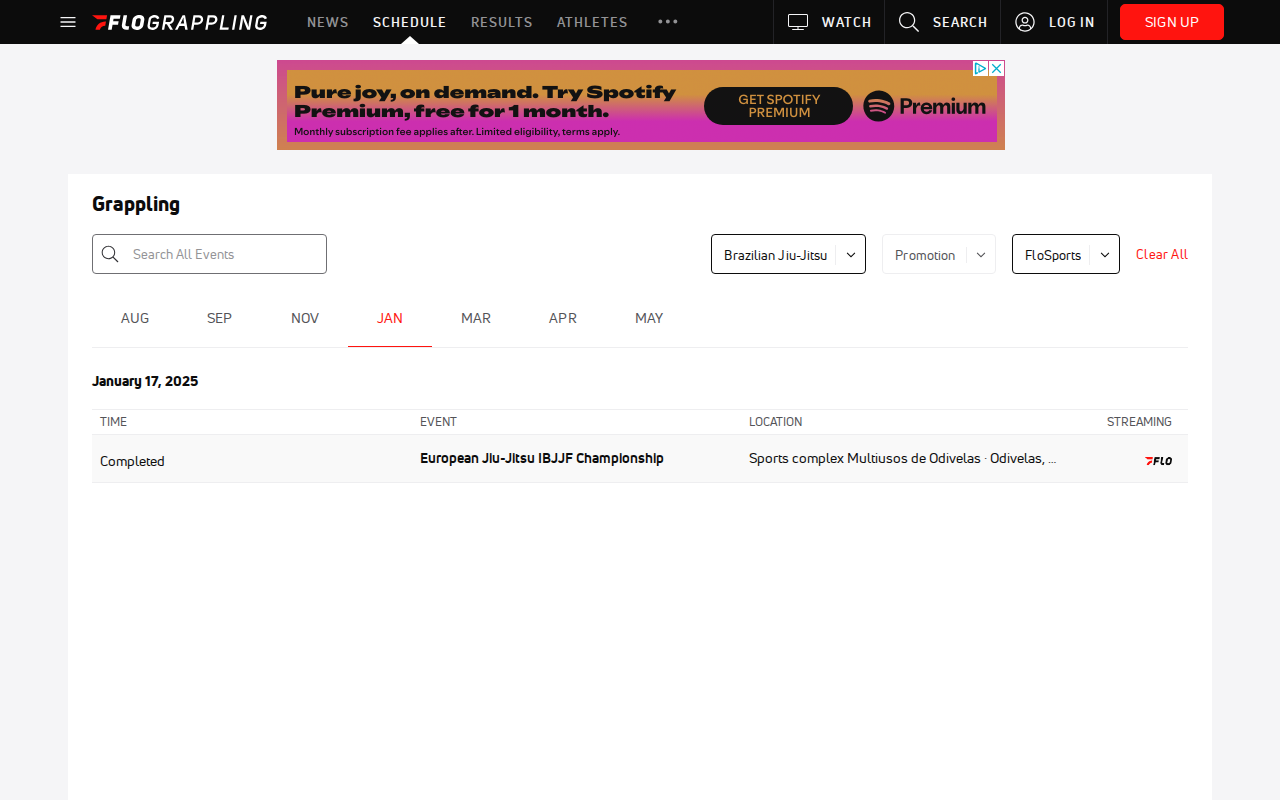 FLOGRAPPLING NEWS SCHEDULE RESULTS ATHLETES WATCH SEARCH LOG IN SIGN UP
Pure joy, on demand. Try Spotify
Premium, free for 1 month.
Monthly subscription fee applies after. Limited eligibility, terms apply.
GET SPOTIFY
PREMIUM
Premium
Grappling
Search All Events Brazilian Jiu-Jitsu Promotion FloSports Clear All
AUG SEP NOV JAN MAR APR MAY
January 17, 2025
TIME EVENT LOCATION STREAMING
Completed European Jiu-Jitsu IBJJF Championship Sports complex Multiusos de Odivelas · Odivelas, ... FLO